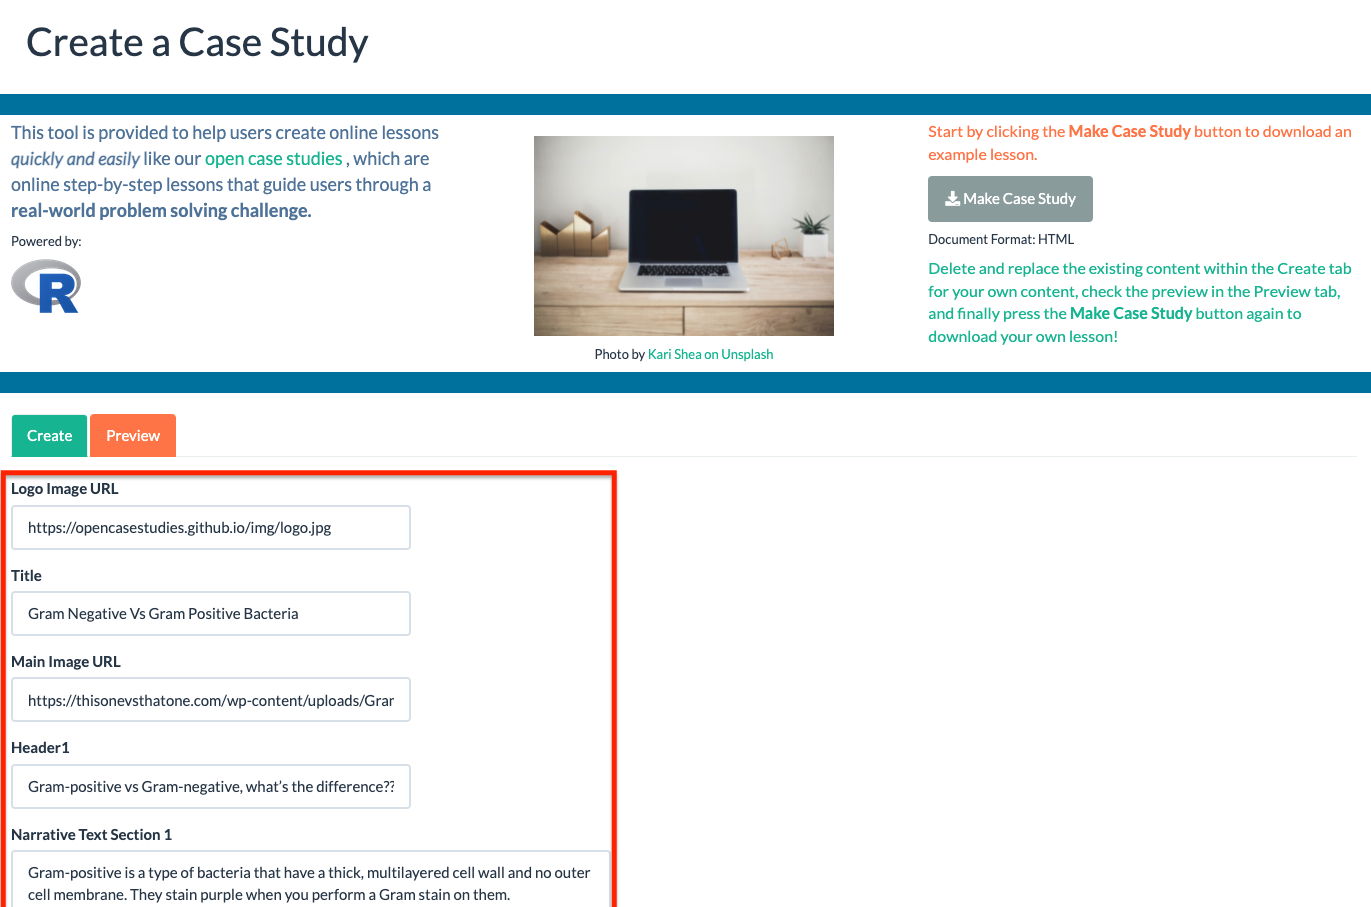 Create a Case Study
This tool is provided to help users create online lessons
quickly and easily like our open case studies , which are
online step-by-step lessons that guide users through a
real-world problem solving challenge.
Powered by:
R
Photo by Kari Shea on Unsplash
Start by clicking the Make Case Study button to download an
example lesson.
Make Case Study
Document Format: HTML
Delete and replace the existing content within the Create tab
for your own content, check the preview in the Preview tab,
and finally press the Make Case Study button again to
download your own lesson!
Create
Preview
Logo Image URL
https://opencasestudies.github.io/img/logo.jpg
Title
Gram Negative Vs Gram Positive Bacteria
Main Image URL
https://thisonevsthatone.com/wp-content/uploads/Grar
Header1
Gram-positive vs Gram-negative, what's the difference??
Narrative Text Section 1
Gram-positive is a type of bacteria that have a thick, multilayered cell wall and no outer
cell membrane. They stain purple when you perform a Gram stain on them.